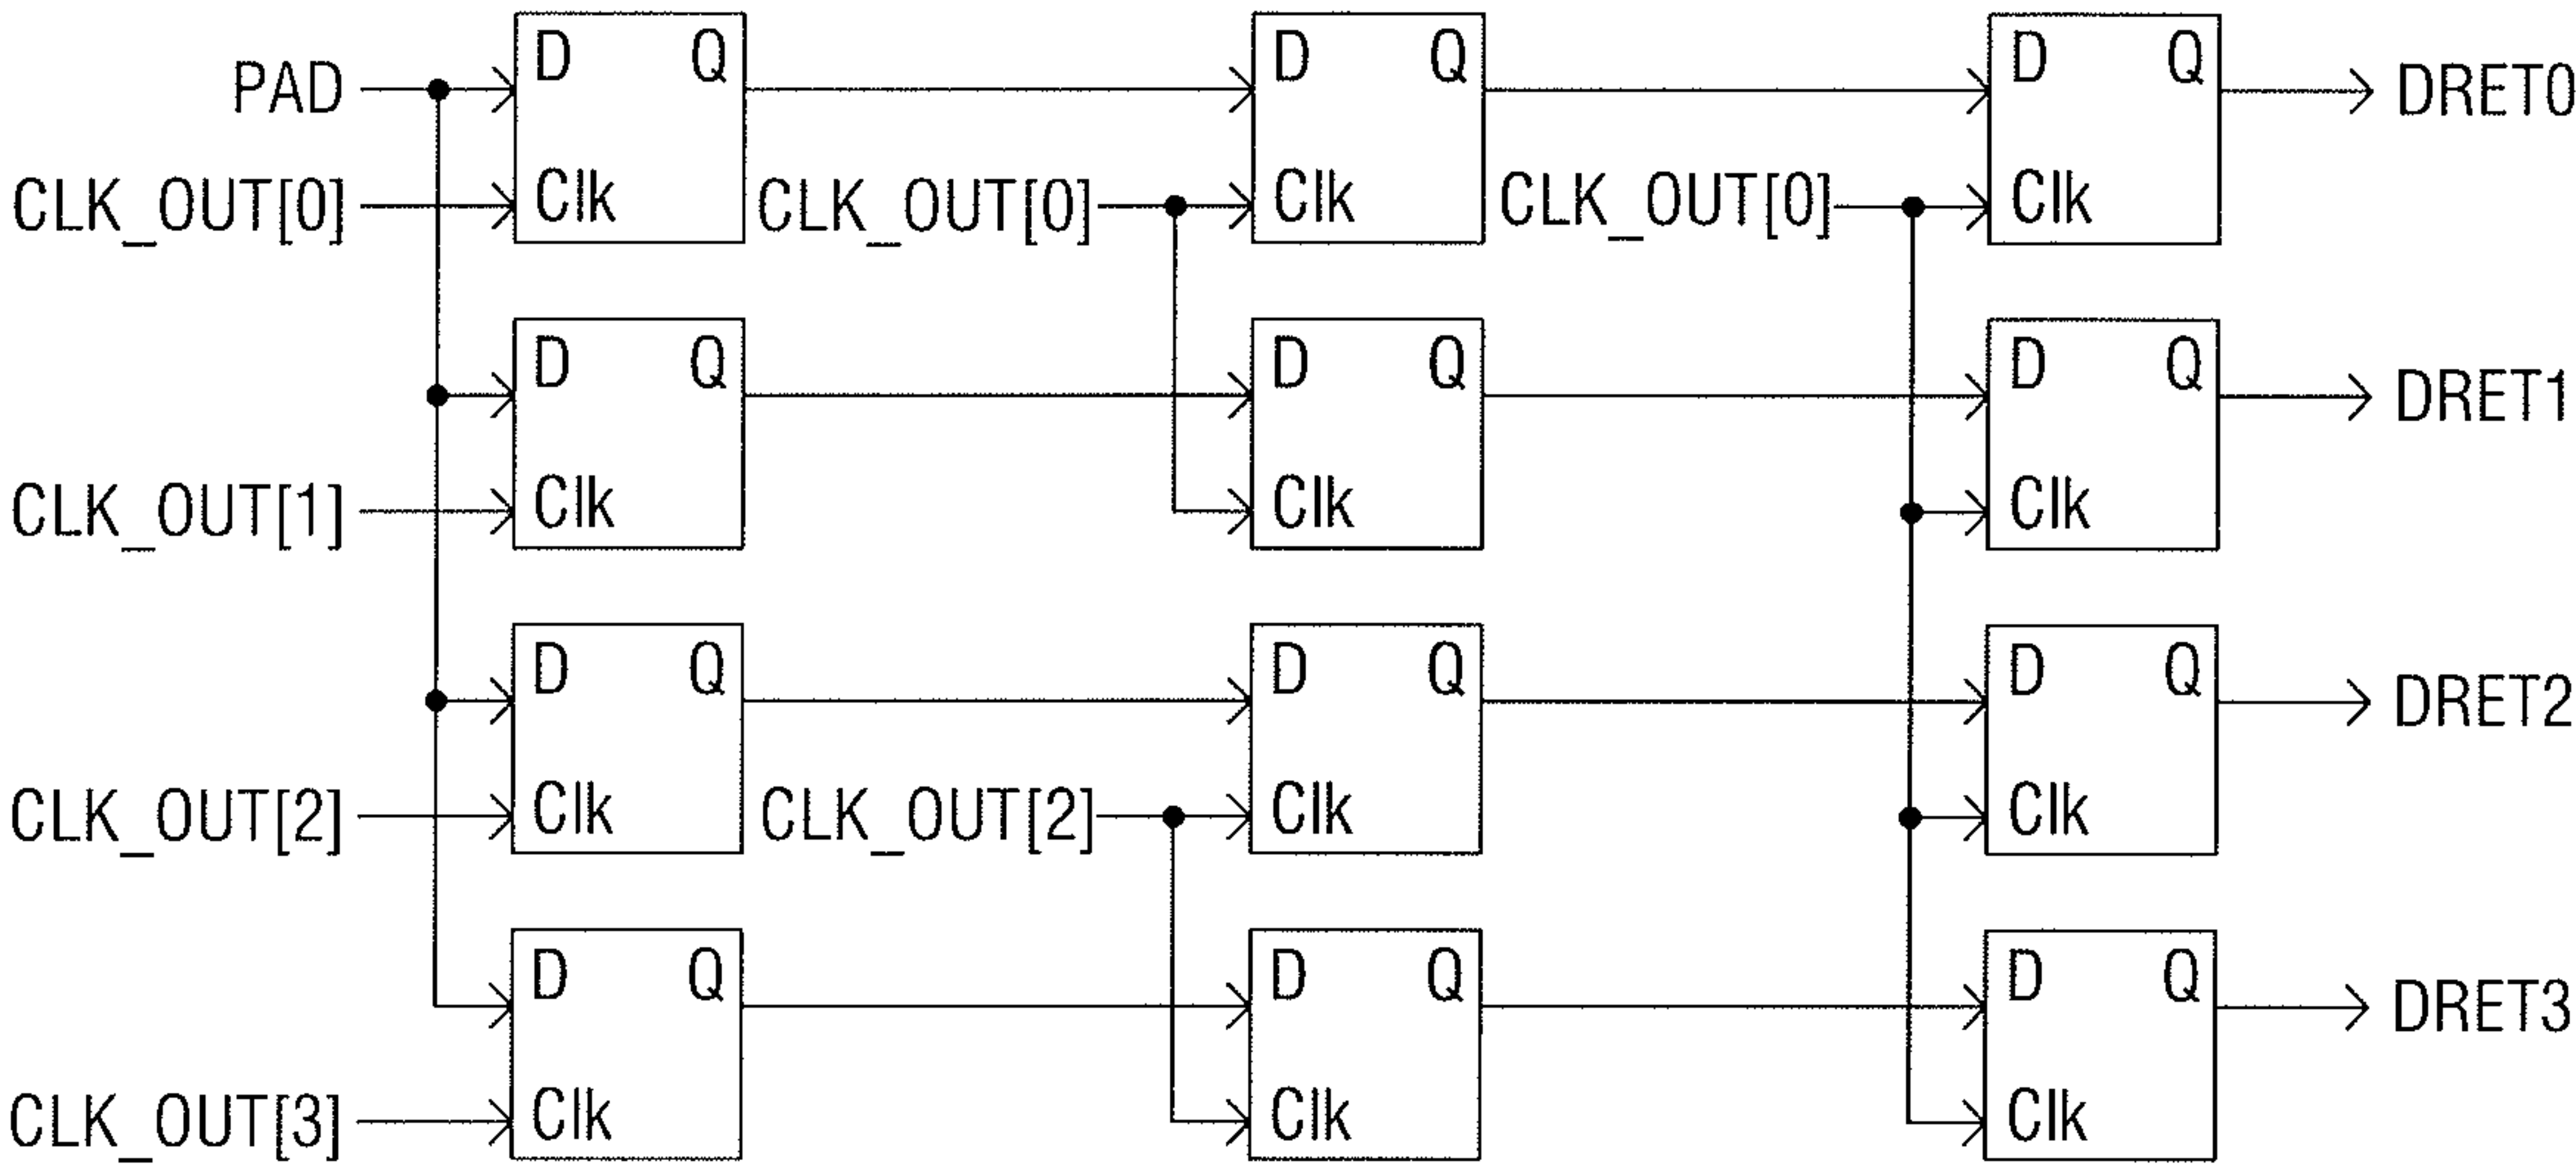 D Q D Q D Q
PAD DRET0
CLK_OUT[0] Clk CLK_OUT[0] Clk CLK_OUT[0] Clk
D Q D Q D Q
DRET1
CLK_OUT[1] Clk Clk Clk
D Q D Q D Q
DRET2
CLK_OUT[2] Clk CLK_OUT[2] Clk Clk
D Q D Q D Q
DRET3
CLK_OUT[3] Clk Clk Clk